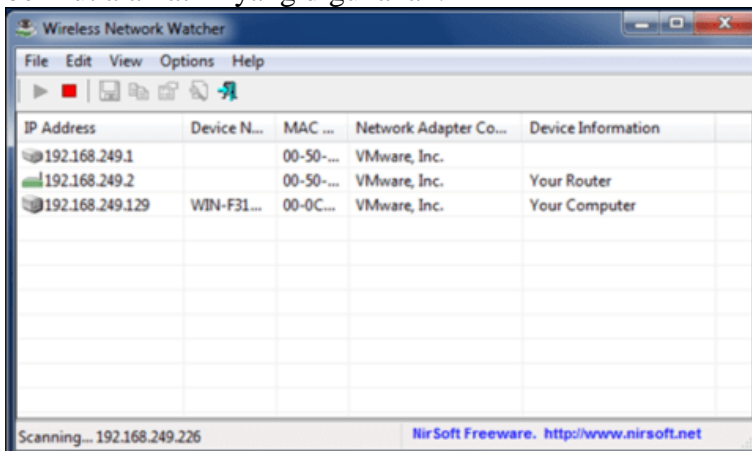 Wireless Network Watcher
File Edit View Options Help
IP Address Device N... MAC ... Network Adapter Co... Device Information
192.168.249.1 00-50-... VMware, Inc.
192.168.249.2 00-50-... VMware, Inc. Your Router
192.168.249.129 WIN-F31... 00-0C... VMware, Inc. Your Computer
Scanning... 192.168.249.226 NirSoft Freeware. http://www.nirsoft.net